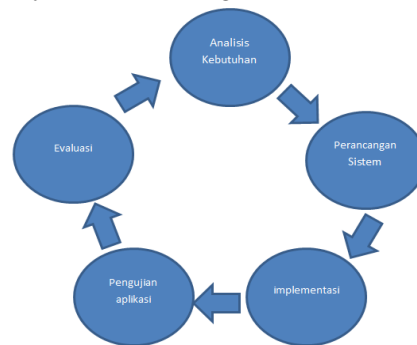 Analisis
Kebutuhan
Perancangan
Sistem
implementasi
Pengujian
aplikasi
Evaluasi